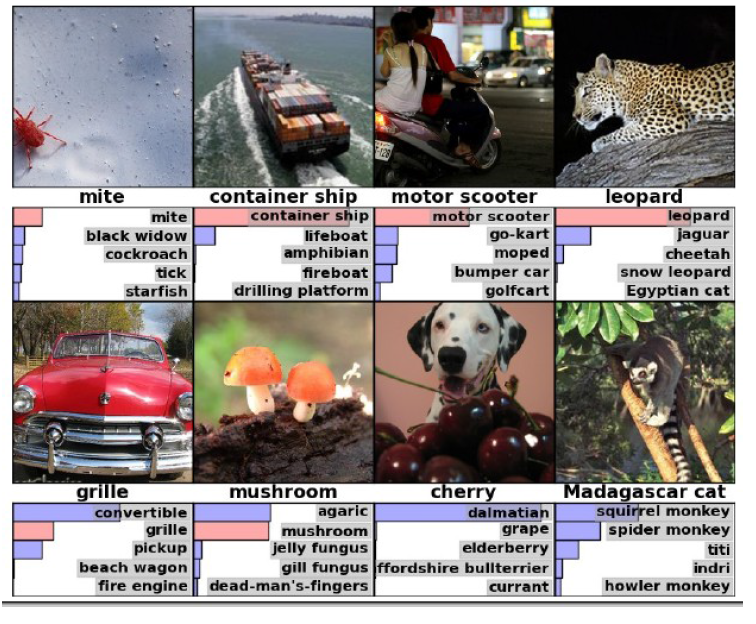 mite container ship motor scooter leopard
mite container ship motor scooter leopard
black widow lifeboat go-kart jaguar
cockroach amphibian moped cheetah
tick fireboat bumper car snow leopard
starfish drilling platform golfcart Egyptian cat
grille mushroom cherry Madagascar cat
convertible agaric dalmatian squirrel monkey
grille mushroom grape spider monkey
pickup jelly fungus elderberry titi
beach wagon gill fungus ffordshire bullterrier indri
fire engine dead-man's-fingers currant howler monkey